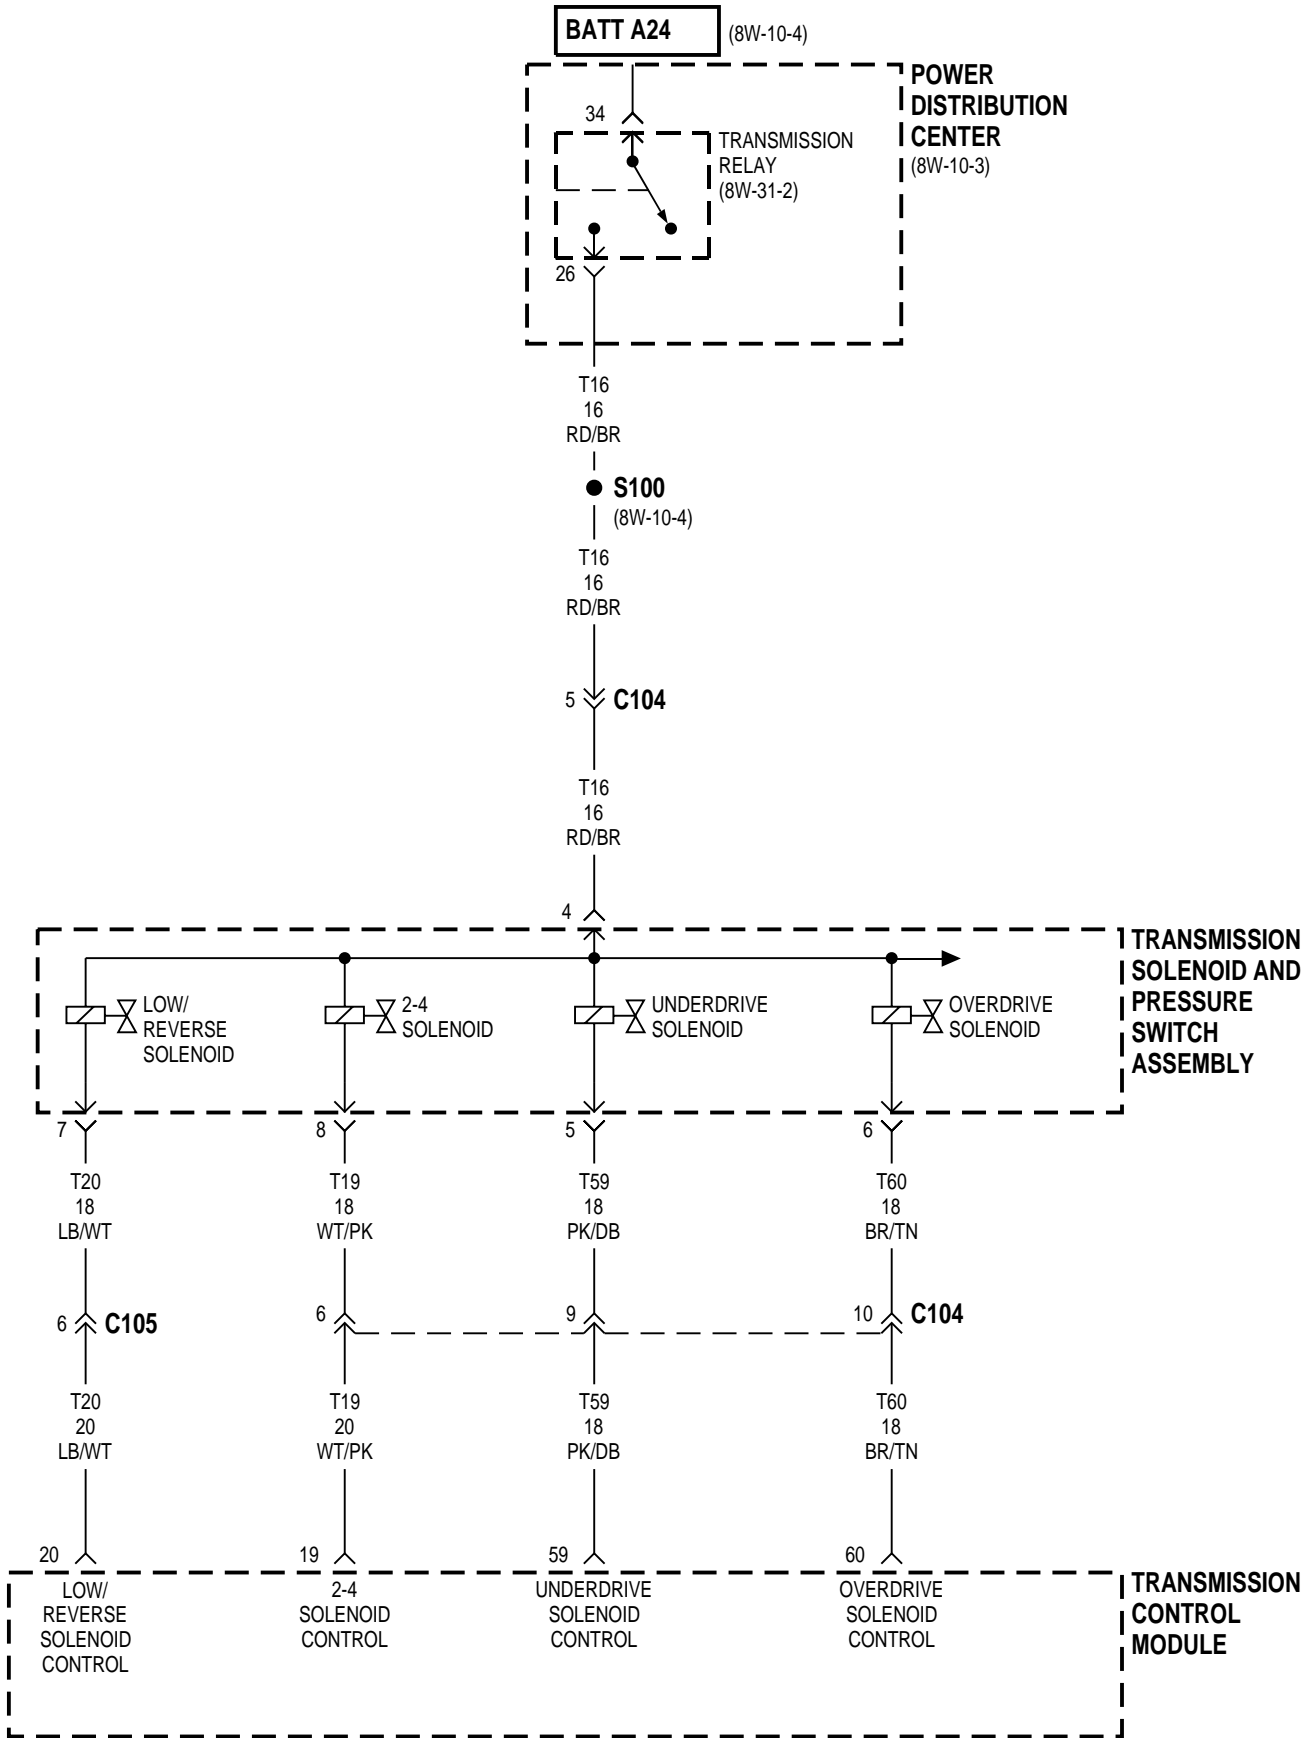 BATT A24
(8W-10-4)
POWER
DISTRIBUTION
CENTER
(8W-10-3)
34
TRANSMISSION
RELAY
(8W-31-2)
26
T16
16
RD/BR
S100
(8W-10-4)
T16
16
RD/BR
5
C104
T16
16
RD/BR
4
TRANSMISSION
SOLENOID AND
PRESSURE
SWITCH
ASSEMBLY
LOW/
REVERSE
SOLENOID
2-4
SOLENOID
UNDERDRIVE
SOLENOID
OVERDRIVE
SOLENOID
7
8
5
6
T20
18
LB/WT
T19
18
WT/PK
T59
18
PK/DB
T60
18
BR/TN
6
C105
6
9
10
C104
T20
20
LB/WT
T19
20
WT/PK
T59
18
PK/DB
T60
18
BR/TN
20
19
59
60
LOW/
REVERSE
SOLENOID
CONTROL
2-4
SOLENOID
CONTROL
UNDERDRIVE
SOLENOID
CONTROL
OVERDRIVE
SOLENOID
CONTROL
TRANSMISSION
CONTROL
MODULE